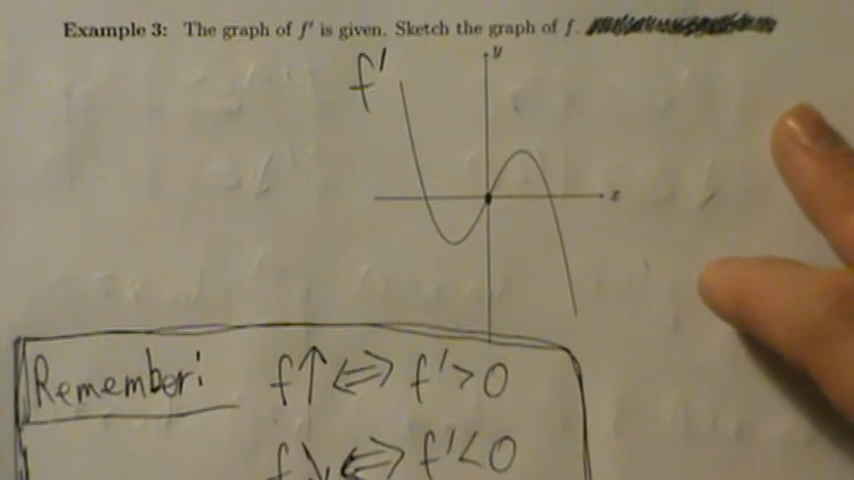 Example 3: The graph of f' is given. Sketch the graph of f.
f'
y
x
Remember: f↑ ⇔ f'>0
f↘ ⇔ f'<0